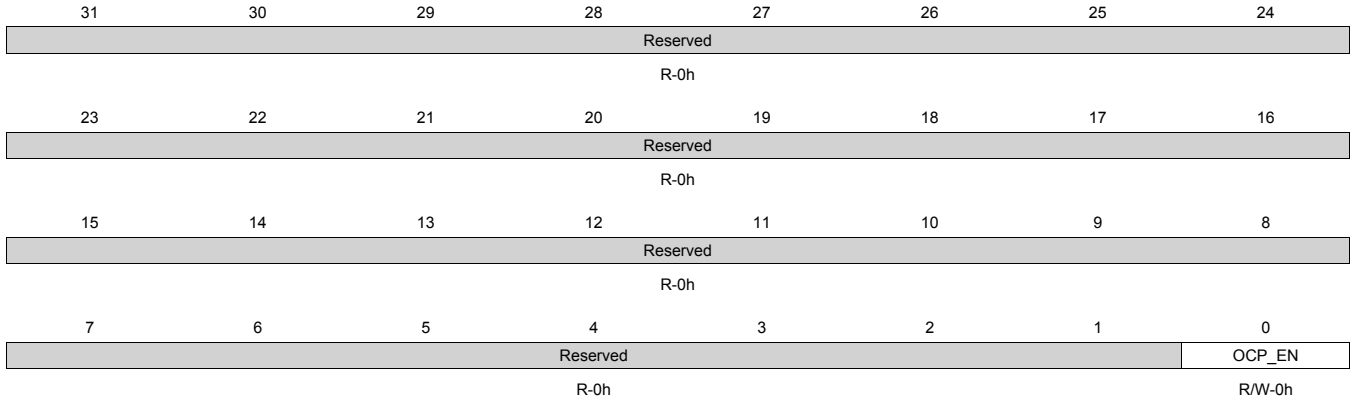 31 30 29 28 27 26 25 24
Reserved
R-0h
23 22 21 20 19 18 17 16
Reserved
R-0h
15 14 13 12 11 10 9 8
Reserved
R-0h
7 6 5 4 3 2 1 0
Reserved OCP_EN
R-0h R/W-0h